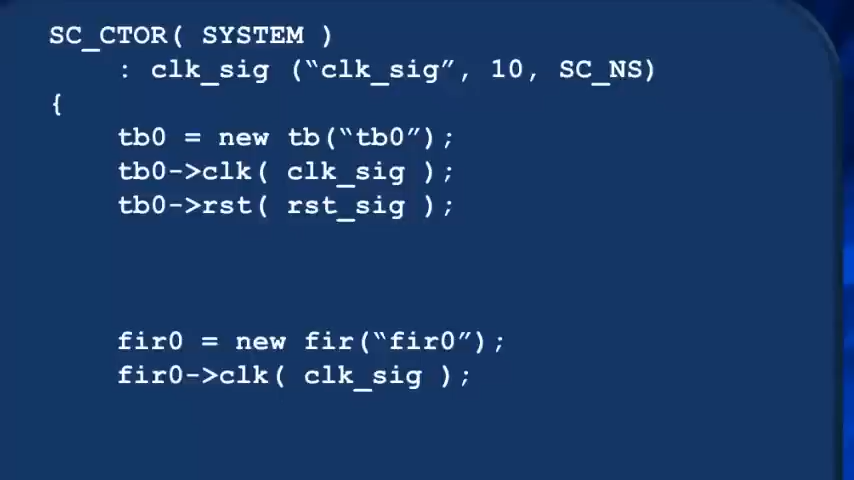 SC_CTOR( SYSTEM )
: clk_sig (“clk_sig”, 10, SC_NS)
{
tb0 = new tb(“tb0”);
tb0->clk( clk_sig );
tb0->rst( rst_sig );
fir0 = new fir(“fir0”);
fir0->clk( clk_sig );